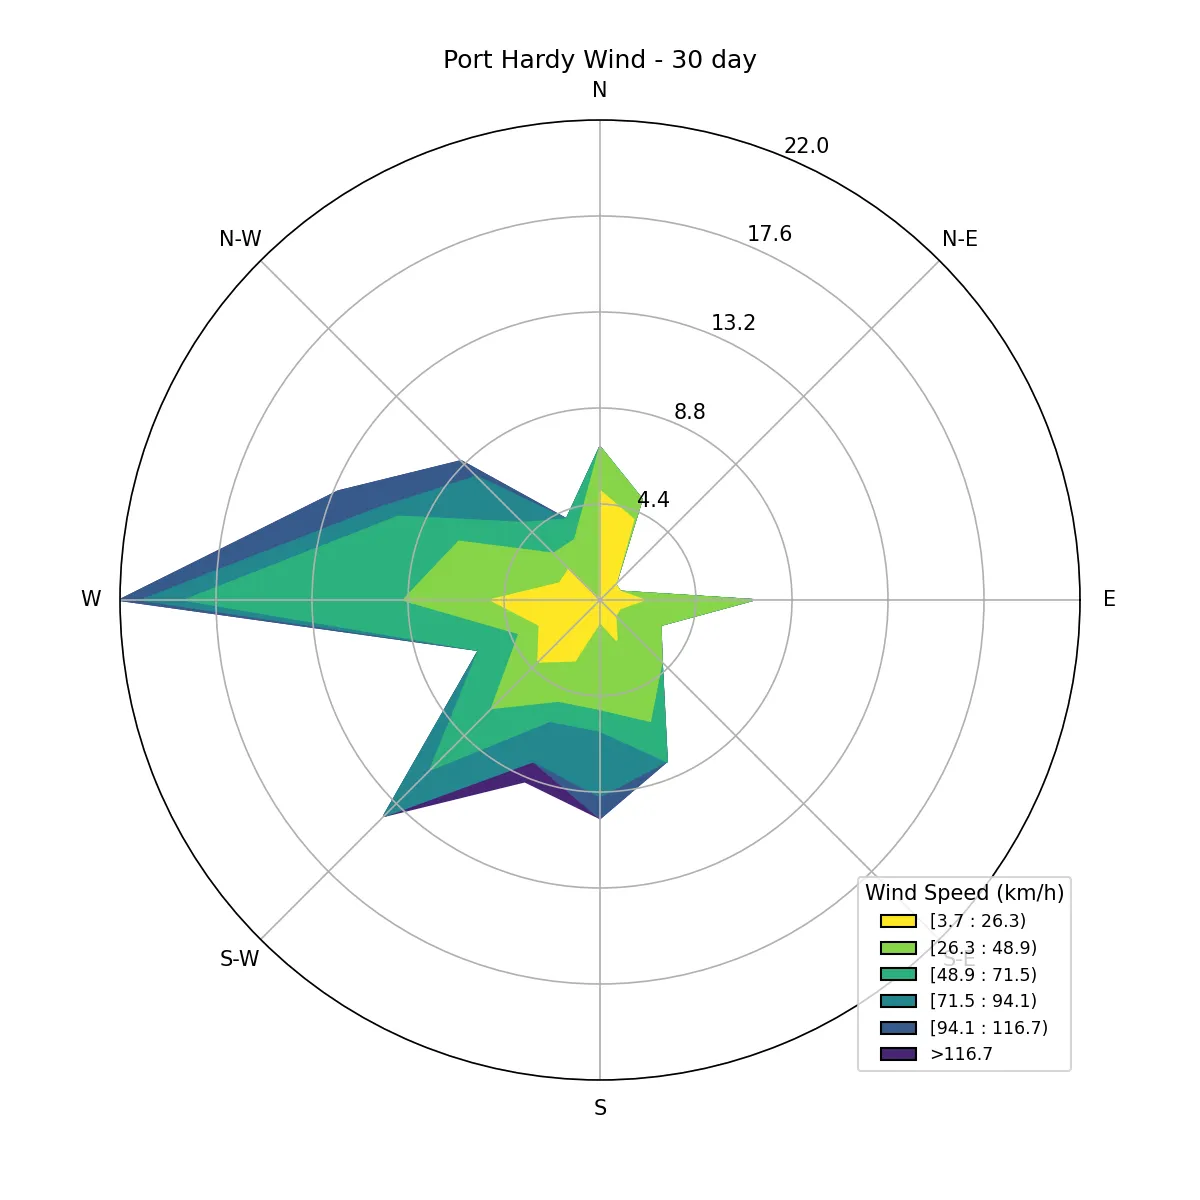 Port Hardy Wind - 30 day
N
22.0
N-W
17.6
N-E
13.2
8.8
4.4
W
E
Wind Speed (km/h)
[3.7 : 26.3)
[26.3 : 48.9)
S-W
S-E
[48.9 : 71.5)
[71.5 : 94.1)
[94.1 : 116.7)
>116.7
S